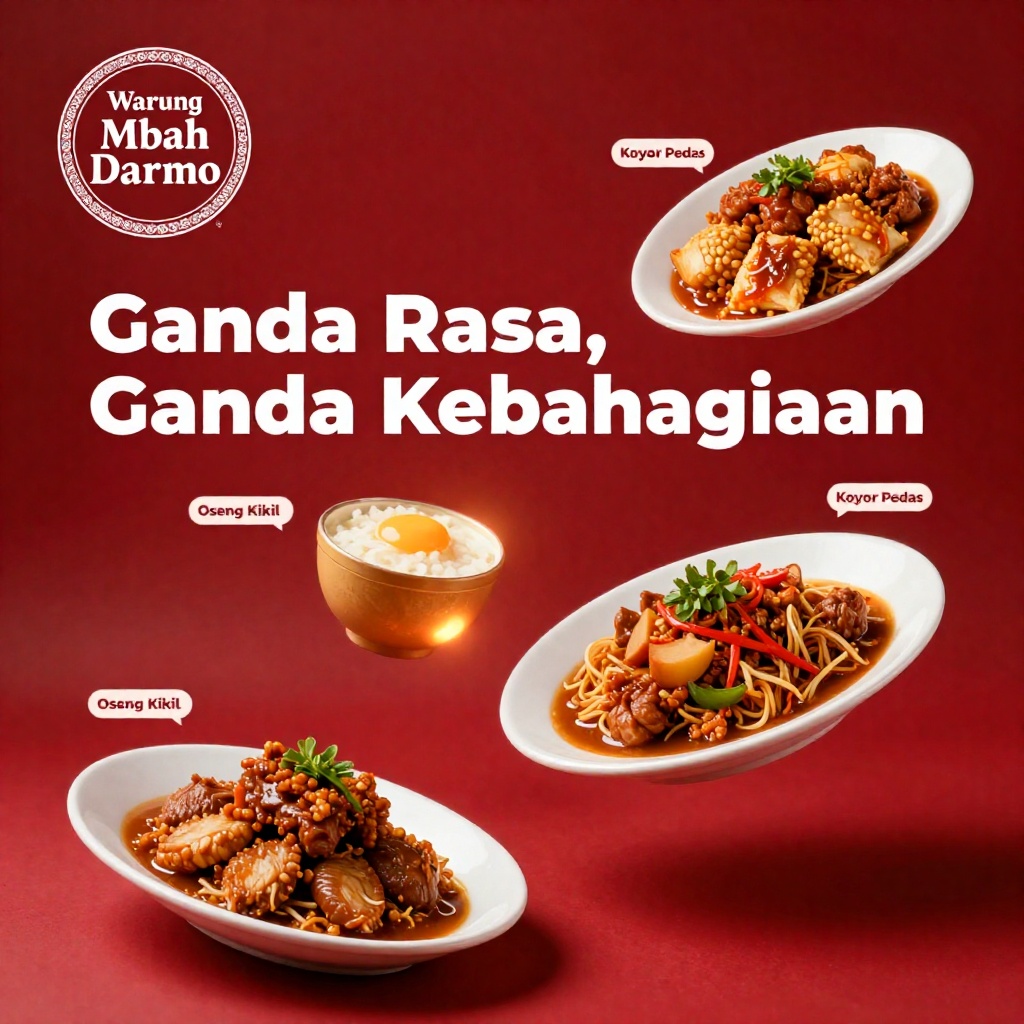 Warung
Mbah
Darmo
Koyor Pedas
Ganda Rasa,
Ganda Kebahagiaan
Oseng Kikil
Koyor Pedas
Oseng Kikil